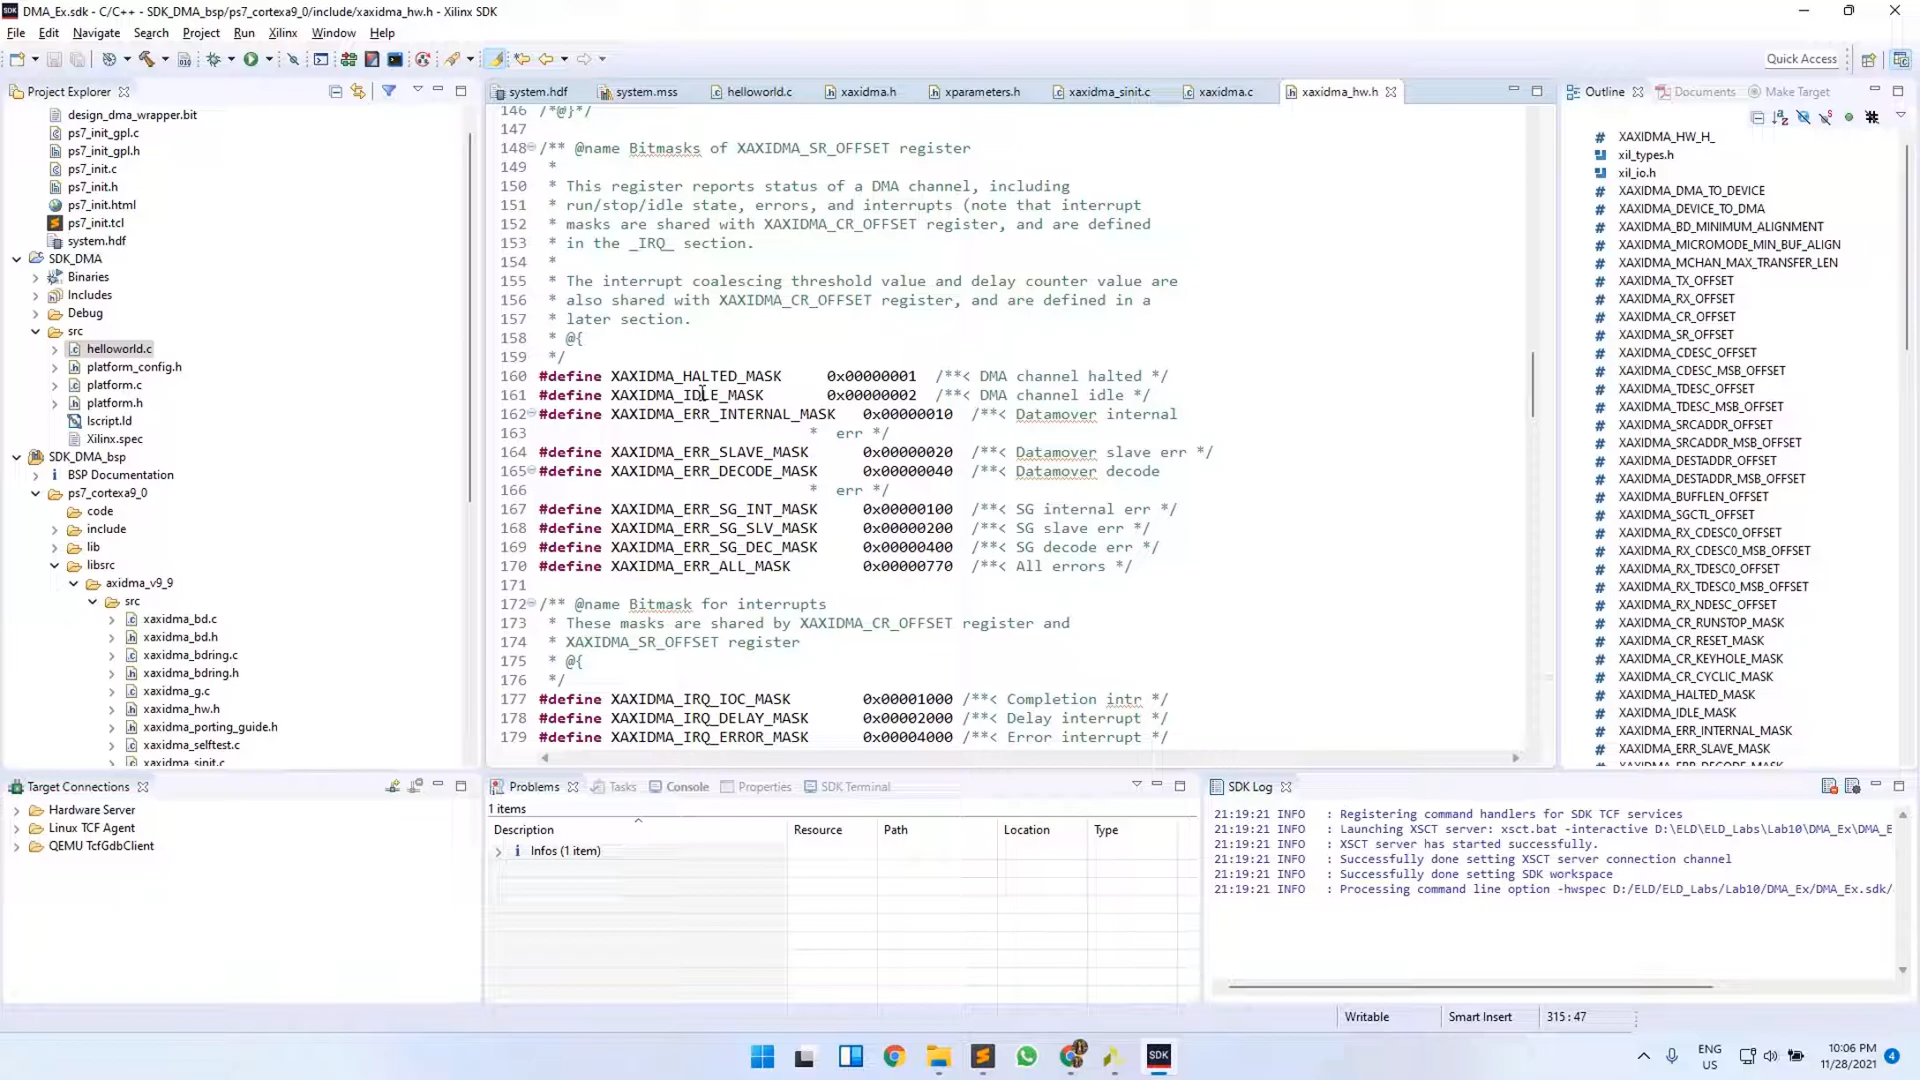 DMA_Ex.sdk - C/C++ - SDK_DMA_bsp/ps7_cortexa9_0/include/xaxidma_hw.h - Xilinx SDK
File Edit Navigate Search Project Run Xilinx Window Help
Quick Access
Project Explorer
design_dma_wrapper.bit
ps7_init_gpl.c
ps7_init_gpl.h
ps7_init.c
ps7_init.h
ps7_init.html
ps7_init.tcl
system.hdf
SDK_DMA
Binaries
Includes
Debug
src
helloworld.c
platform_config.h
platform.c
platform.h
lscript.ld
Xilinx.spec
SDK_DMA_bsp
BSP Documentation
ps7_cortexa9_0
code
include
lib
libsrc
axidma_v9_9
src
xaxidma_bd.c
xaxidma_bd.h
xaxidma_bdring.c
xaxidma_bdring.h
xaxidma_g.c
xaxidma_hw.h
xaxidma_porting_guide.h
xaxidma_selftest.c
xaxidma_sinit.c
system.hdf system.mss helloworld.c xaxidma.h xparameters.h xaxidma_sinit.c xaxidma.c xaxidma_hw.h
146 /*@}*/
147
148 /** @name Bitmasks of XAXIDMA_SR_OFFSET register
149 *
150 * This register reports status of a DMA channel, including
151 * run/stop/idle state, errors, and interrupts (note that interrupt
152 * masks are shared with XAXIDMA_CR_OFFSET register, and are defined
153 * in the _IRQ_ section.
154 *
155 * The interrupt coalescing threshold value and delay counter value are
156 * also shared with XAXIDMA_CR_OFFSET register, and are defined in a
157 * later section.
158 * @{
159 */
160 #define XAXIDMA_HALTED_MASK 0x00000001 /**< DMA channel halted */
161 #define XAXIDMA_IDLE_MASK 0x00000002 /**< DMA channel idle */
162 #define XAXIDMA_ERR_INTERNAL_MASK 0x00000010 /**< Datamover internal
163 * err */
164 #define XAXIDMA_ERR_SLAVE_MASK 0x00000020 /**< Datamover slave err */
165 #define XAXIDMA_ERR_DECODE_MASK 0x00000040 /**< Datamover decode
166 * err */
167 #define XAXIDMA_ERR_SG_INT_MASK 0x00000100 /**< SG internal err */
168 #define XAXIDMA_ERR_SG_SLV_MASK 0x00000200 /**< SG slave err */
169 #define XAXIDMA_ERR_SG_DEC_MASK 0x00000400 /**< SG decode err */
170 #define XAXIDMA_ERR_ALL_MASK 0x00000770 /**< All errors */
171
172 /** @name Bitmask for interrupts
173 * These masks are shared by XAXIDMA_CR_OFFSET register and
174 * XAXIDMA_SR_OFFSET register
175 * @{
176 */
177 #define XAXIDMA_IRQ_IOC_MASK 0x00001000 /**< Completion intr */
178 #define XAXIDMA_IRQ_DELAY_MASK 0x00002000 /**< Delay interrupt */
179 #define XAXIDMA_IRQ_ERROR_MASK 0x00004000 /**< Error interrupt */
Outline Documents Make Target
XAXIDMA_HW_H_
xil_types.h
xil_io.h
XAXIDMA_DMA_TO_DEVICE
XAXIDMA_DEVICE_TO_DMA
XAXIDMA_BD_MINIMUM_ALIGNMENT
XAXIDMA_MICROMODE_MIN_BUF_ALIGN
XAXIDMA_MCHAN_MAX_TRANSFER_LEN
XAXIDMA_TX_OFFSET
XAXIDMA_RX_OFFSET
XAXIDMA_CR_OFFSET
XAXIDMA_SR_OFFSET
XAXIDMA_CDESC_OFFSET
XAXIDMA_CDESC_MSB_OFFSET
XAXIDMA_TDESC_OFFSET
XAXIDMA_TDESC_MSB_OFFSET
XAXIDMA_SRCADDR_OFFSET
XAXIDMA_SRCADDR_MSB_OFFSET
XAXIDMA_DESTADDR_OFFSET
XAXIDMA_DESTADDR_MSB_OFFSET
XAXIDMA_BUFFLEN_OFFSET
XAXIDMA_SGCTL_OFFSET
XAXIDMA_RX_CDESC0_OFFSET
XAXIDMA_RX_CDESC0_MSB_OFFSET
XAXIDMA_RX_TDESC0_OFFSET
XAXIDMA_RX_TDESC0_MSB_OFFSET
XAXIDMA_RX_NDESC_OFFSET
XAXIDMA_CR_RUNSTOP_MASK
XAXIDMA_CR_RESET_MASK
XAXIDMA_CR_KEYHOLE_MASK
XAXIDMA_CR_CYCLIC_MASK
XAXIDMA_HALTED_MASK
XAXIDMA_IDLE_MASK
XAXIDMA_ERR_INTERNAL_MASK
XAXIDMA_ERR_SLAVE_MASK
XAXIDMA_ERR_DECODE_MASK
Target Connections
Hardware Server
Linux TCF Agent
QEMU TcfGdbClient
Problems Tasks Console Properties SDK Terminal
1 items
Description Resource Path Location Type
Infos (1 item)
SDK Log
21:19:21 INFO : Registering command handlers for SDK TCF services
21:19:21 INFO : Launching XSCT server: xsct.bat -interactive D:\ELD\ELD_Labs\Lab10\DMA_Ex\DMA_E
21:19:21 INFO : XSCT server has started successfully.
21:19:21 INFO : Successfully done setting XSCT server connection channel
21:19:21 INFO : Successfully done setting SDK workspace
21:19:21 INFO : Processing command line option -hwspec D:/ELD/ELD_Labs/Lab10/DMA_Ex/DMA_Ex.sdk/
Writable Smart Insert 315 : 47
SDK
ENG
US
10:06 PM
11/28/2021
4